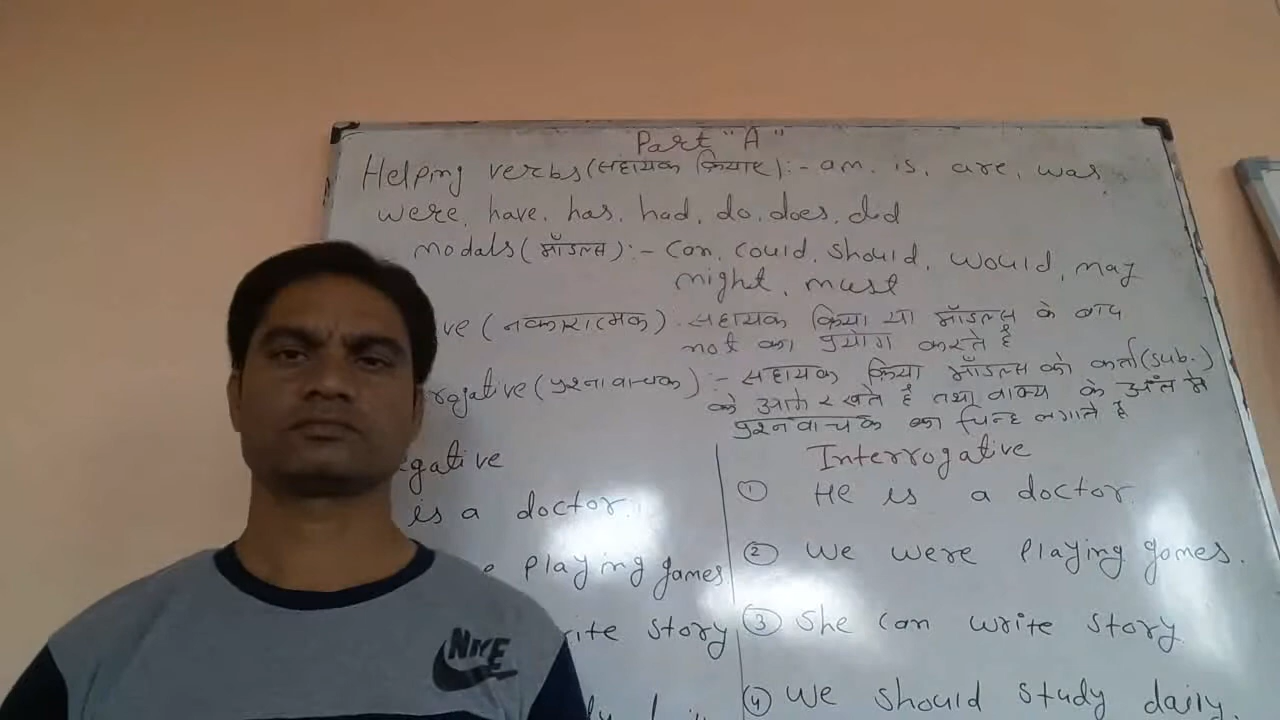 Part "A"
Helping verbs (सहायक क्रियाए) :- am, is, are, was,
were, have, has, had, do, does, did
modals (मॉडल्स) :- can, could, should, would, may
might, must
ve (नकारात्मक). सहायक क्रिया या मॉडल्स के बाद
not का प्रयोग करते है
rogative (प्रश्नावाचक) :- सहायक क्रिया मॉडल्स को कर्ता (sub.)
के आगे रखते है तथा वाक्य के अंत मे
प्रश्नवाचक का चिन्ह लगाते है
gative
is a doctor.
e playing games
rite story
Interrogative
① He is a doctor.
② We were playing games.
③ She can write story.
④ We should study daily.
NIKE